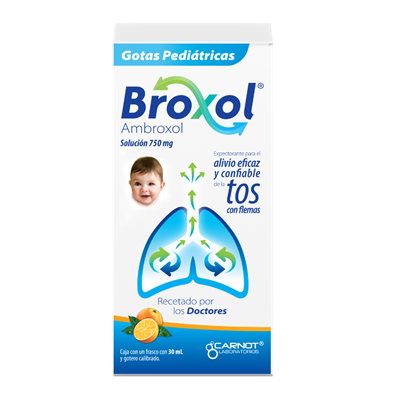 Gotas Pediátricas
Broxol®
Ambroxol
Solución 750 mg
Expectorante para el
alivio eficaz
y confiable
de la tos
con flemas
Recetado por
los Doctores
Caja con un frasco con 30 mL
y gotero calibrado.
CARNOT®
LABORATORIOS